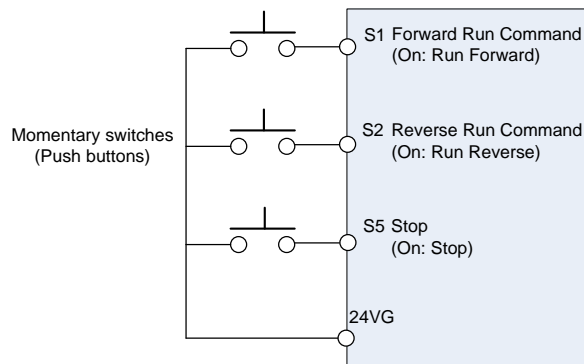 S1 Forward Run Command
(On: Run Forward)
Momentary switches
(Push buttons)
S2 Reverse Run Command
(On: Run Reverse)
S5 Stop
(On: Stop)
24VG